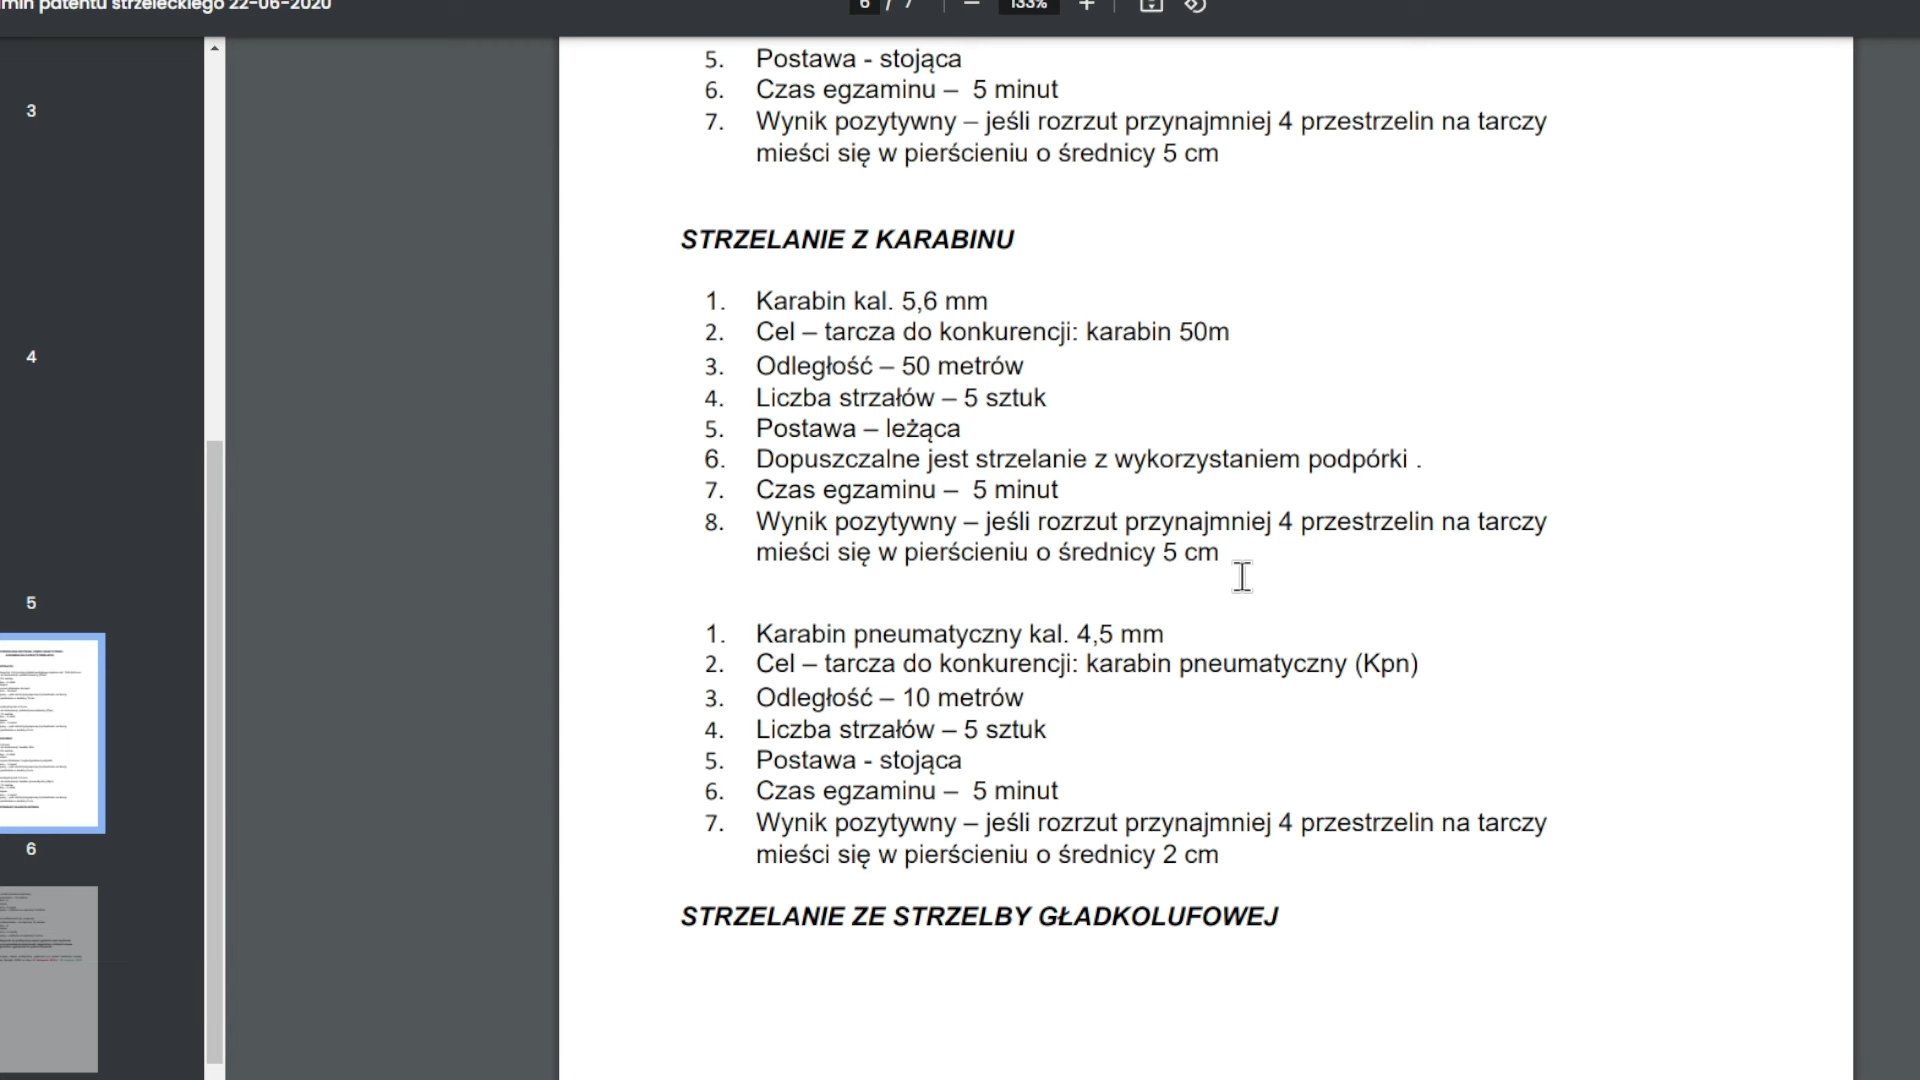 min patentu strzeleckiego 22-06-2020
6 / 7
133%
3
4
5
6
5. Postawa - stojąca
6. Czas egzaminu – 5 minut
7. Wynik pozytywny – jeśli rozrzut przynajmniej 4 przestrzelin na tarczy
mieści się w pierścieniu o średnicy 5 cm
STRZELANIE Z KARABINU
1. Karabin kal. 5,6 mm
2. Cel – tarcza do konkurencji: karabin 50m
3. Odległość – 50 metrów
4. Liczba strzałów – 5 sztuk
5. Postawa – leżąca
6. Dopuszczalne jest strzelanie z wykorzystaniem podpórki .
7. Czas egzaminu – 5 minut
8. Wynik pozytywny – jeśli rozrzut przynajmniej 4 przestrzelin na tarczy
mieści się w pierścieniu o średnicy 5 cm
1. Karabin pneumatyczny kal. 4,5 mm
2. Cel – tarcza do konkurencji: karabin pneumatyczny (Kpn)
3. Odległość – 10 metrów
4. Liczba strzałów – 5 sztuk
5. Postawa - stojąca
6. Czas egzaminu – 5 minut
7. Wynik pozytywny – jeśli rozrzut przynajmniej 4 przestrzelin na tarczy
mieści się w pierścieniu o średnicy 2 cm
STRZELANIE ZE STRZELBY GŁADKOLUFOWEJ